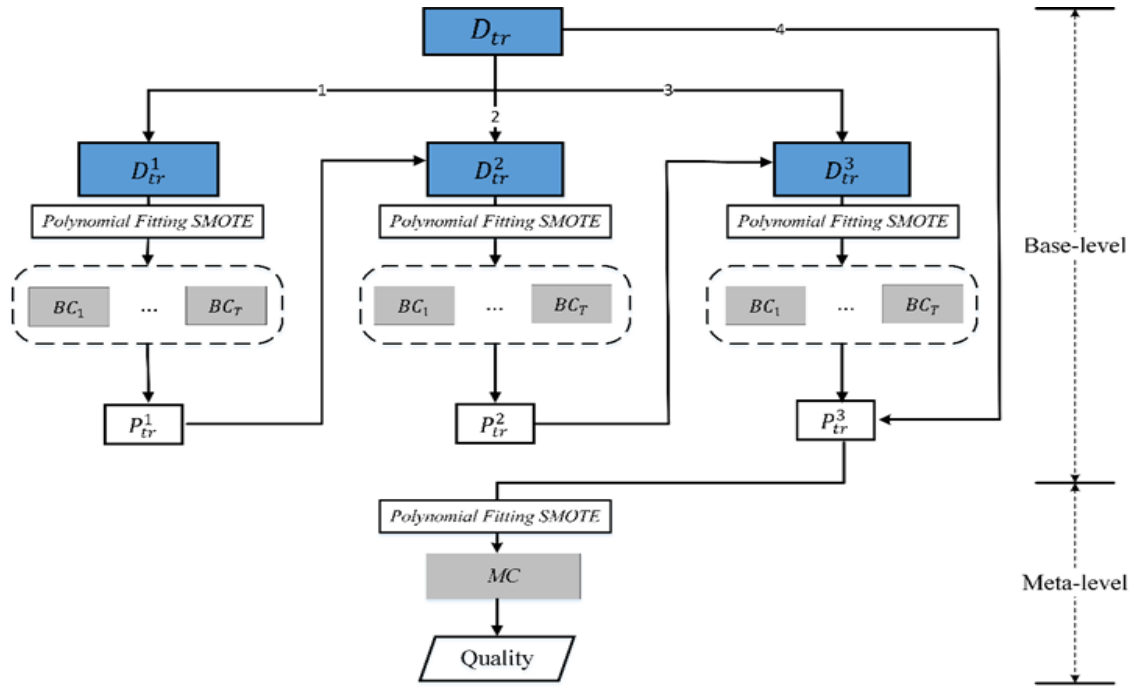 D_tr
4
1
3
2
D_tr^1
D_tr^2
D_tr^3
Polynomial Fitting SMOTE
Polynomial Fitting SMOTE
Polynomial Fitting SMOTE
Base-level
BC_1 ... BC_T
BC_1 ... BC_T
BC_1 ... BC_T
P_tr^1
P_tr^2
P_tr^3
Polynomial Fitting SMOTE
MC
Meta-level
Quality